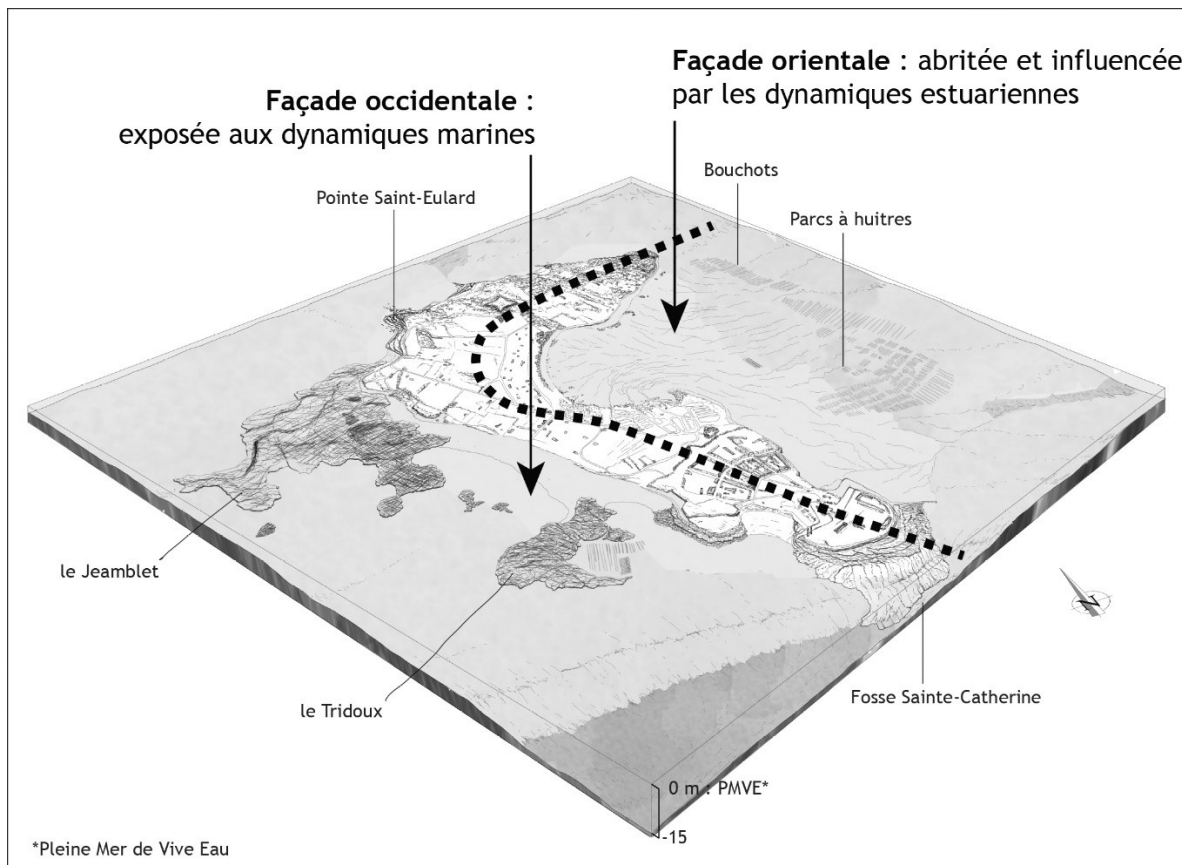 Façade orientale : abritée et influencée
par les dynamiques estuariennes
Façade occidentale :
exposée aux dynamiques marines
Bouchots
Pointe Saint-Eulard
Parcs à huitres
le Jeamblet
le Tridoux
Fosse Sainte-Catherine
N
0 m : PMVE*
-15
*Pleine Mer de Vive Eau